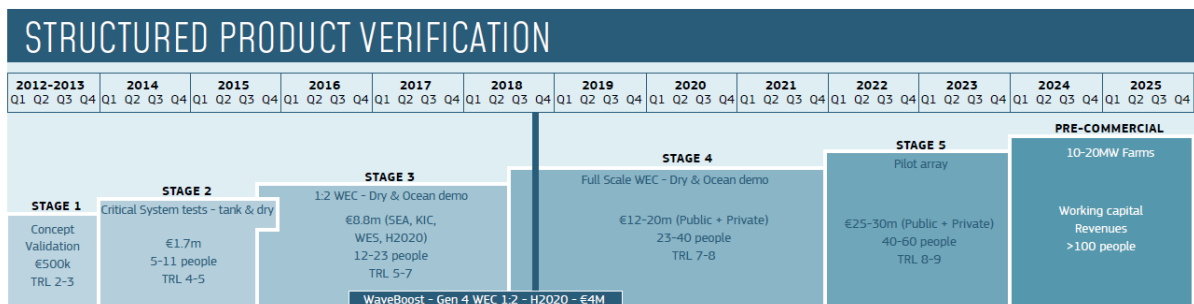 STRUCTURED PRODUCT VERIFICATION
2012-2013 2014 2015 2016 2017 2018 2019 2020 2021 2022 2023 2024 2025
Q1 Q2 Q3 Q4 Q1 Q2 Q3 Q4 Q1 Q2 Q3 Q4 Q1 Q2 Q3 Q4 Q1 Q2 Q3 Q4 Q1 Q2 Q3 Q4 Q1 Q2 Q3 Q4 Q1 Q2 Q3 Q4 Q1 Q2 Q3 Q4 Q1 Q2 Q3 Q4 Q1 Q2 Q3 Q4 Q1 Q2 Q3 Q4 Q1 Q2 Q3 Q4
STAGE 1
Concept
Validation
€500k
TRL 2-3
STAGE 2
Critical System tests - tank & dry
€1.7m
5-11 people
TRL 4-5
STAGE 3
1:2 WEC - Dry & Ocean demo
€8.8m (SEA, KIC,
WES, H2020)
12-23 people
TRL 5-7
WaveBoost - Gen 4 WEC 1:2 - H2020 - €4M
STAGE 4
Full Scale WEC - Dry & Ocean demo
€12-20m (Public + Private)
23-40 people
TRL 7-8
STAGE 5
Pilot array
€25-30m (Public + Private)
40-60 people
TRL 8-9
PRE-COMMERCIAL
10-20MW Farms
Working capital
Revenues
>100 people